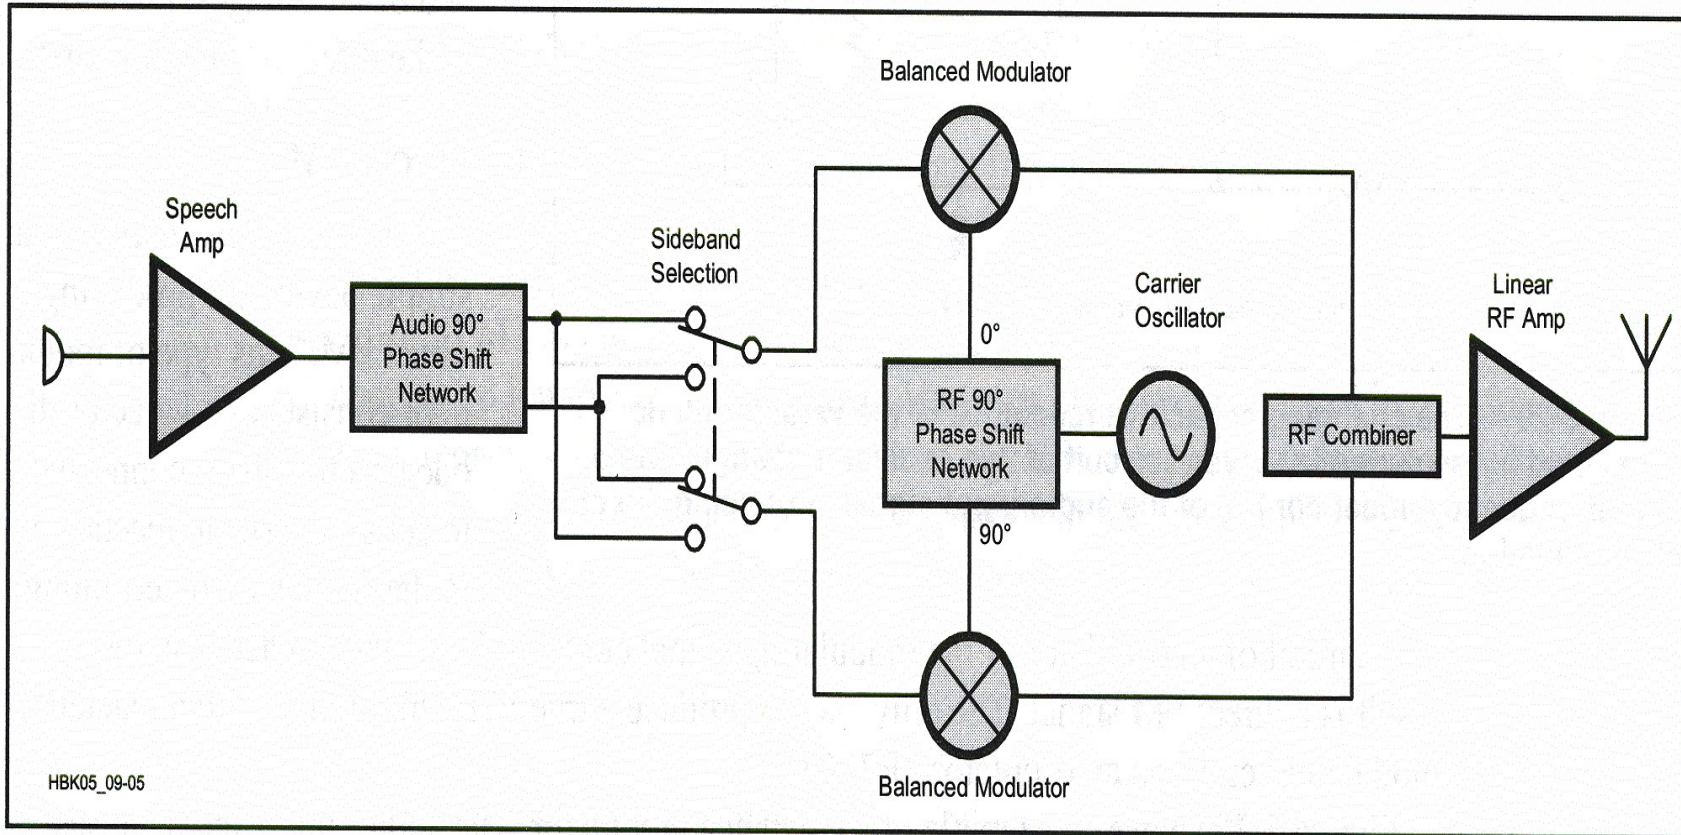 Balanced Modulator
Speech
Amp
Sideband
Selection
Carrier
Oscillator
Linear
RF Amp
Audio 90°
Phase Shift
Network
0°
RF 90°
Phase Shift
Network
RF Combiner
90°
HBK05_09-05
Balanced Modulator